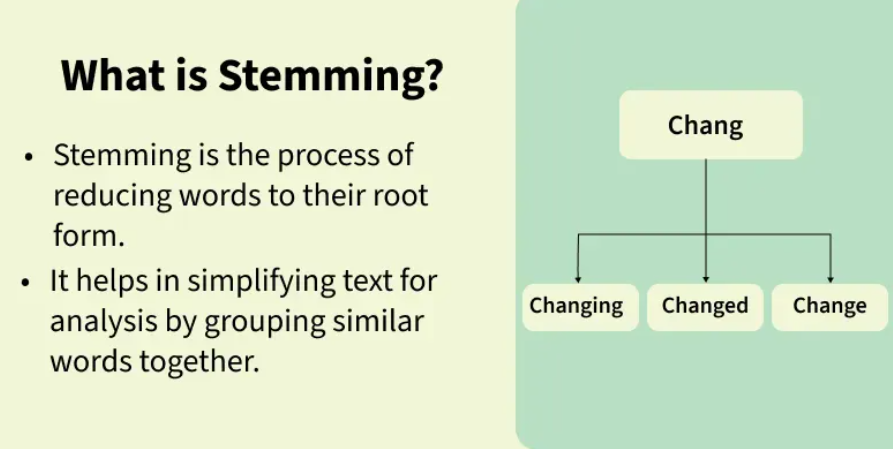 What is Stemming?
• Stemming is the process of
reducing words to their root
form.
• It helps in simplifying text for
analysis by grouping similar
words together.
Chang
Changing
Changed
Change